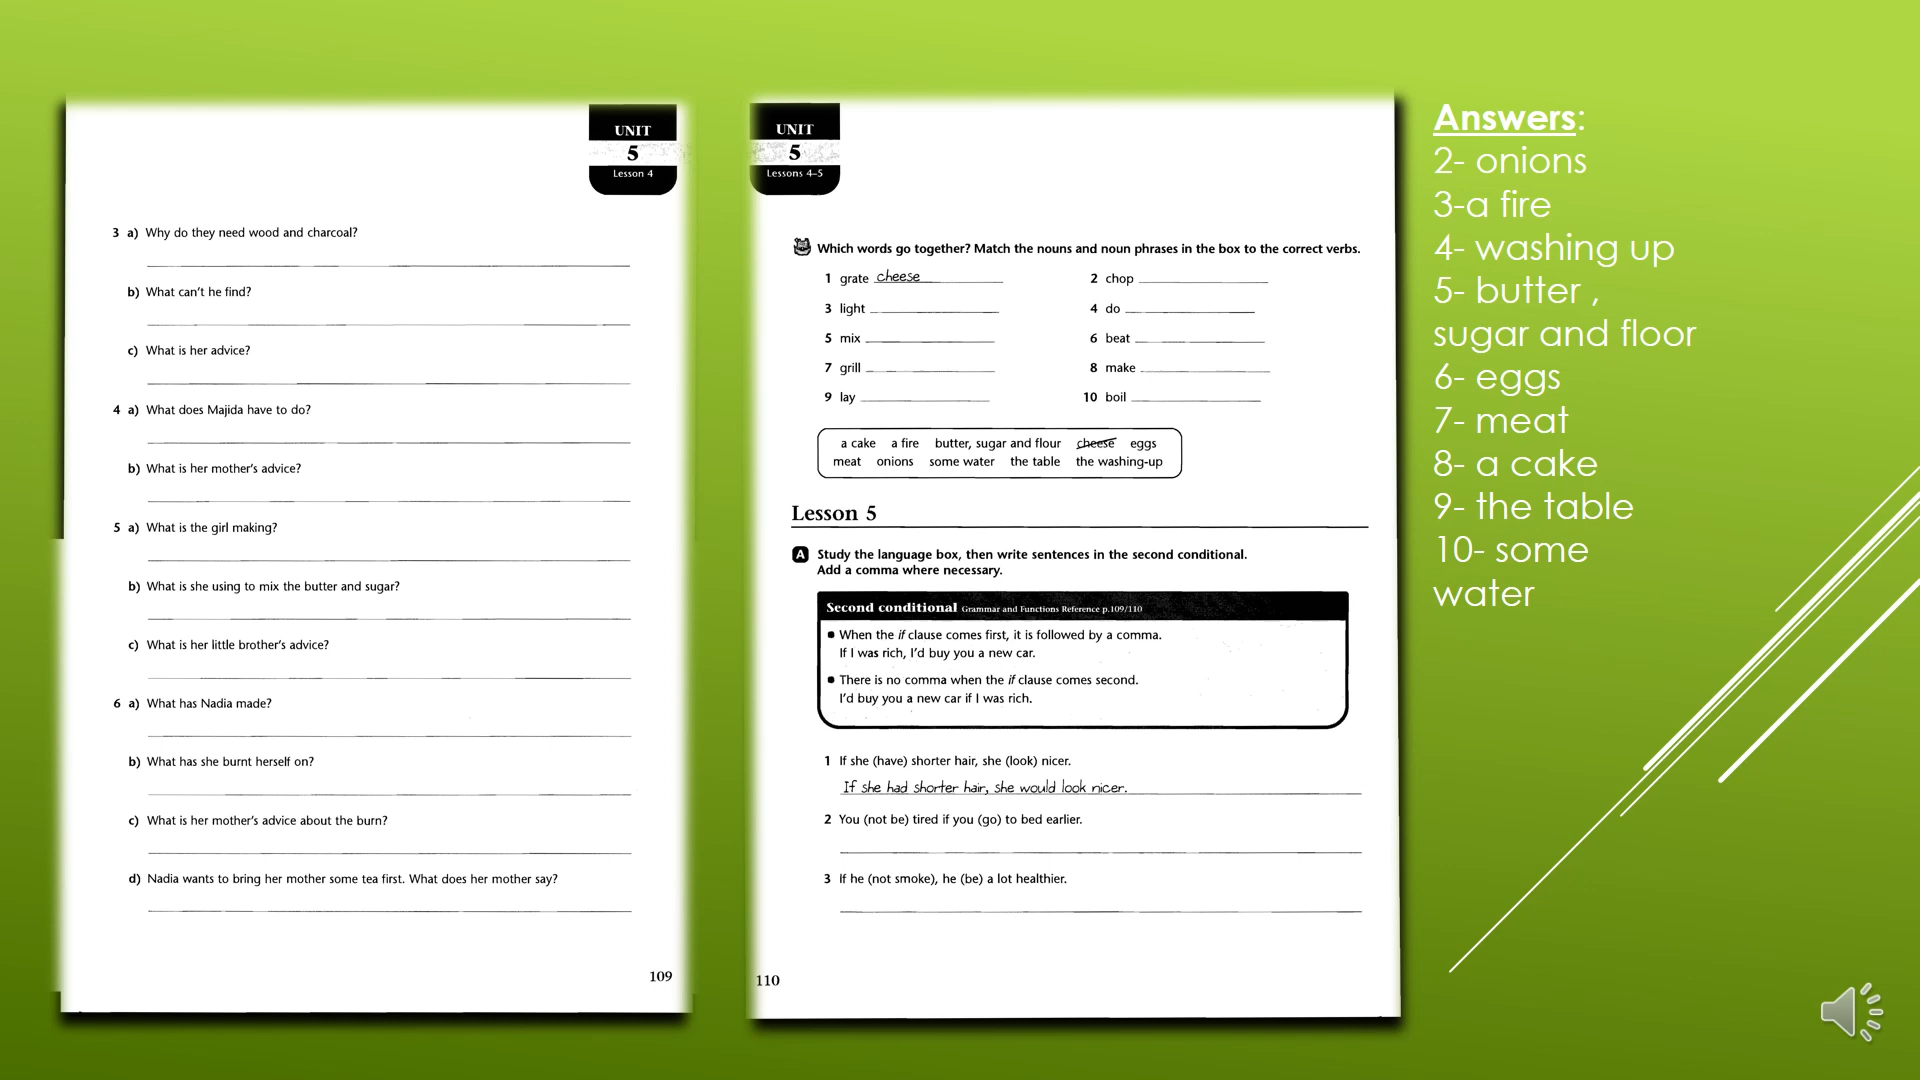 UNIT
5
Lesson 4
3 a) Why do they need wood and charcoal?
b) What can't he find?
c) What is her advice?
4 a) What does Majida have to do?
b) What is her mother's advice?
5 a) What is the girl making?
b) What is she using to mix the butter and sugar?
c) What is her little brother's advice?
6 a) What has Nadia made?
b) What has she burnt herself on?
c) What is her mother's advice about the burn?
d) Nadia wants to bring her mother some tea first. What does her mother say?
109
UNIT
5
Lessons 4–5
Which words go together? Match the nouns and noun phrases in the box to the correct verbs.
1 grate cheese 2 chop
3 light 4 do
5 mix 6 beat
7 grill 8 make
9 lay 10 boil
a cake a fire butter, sugar and flour cheese eggs
meat onions some water the table the washing-up
Lesson 5
A Study the language box, then write sentences in the second conditional.
Add a comma where necessary.
Second conditional Grammar and Functions Reference p.109/110
• When the if clause comes first, it is followed by a comma.
If I was rich, I'd buy you a new car.
• There is no comma when the if clause comes second.
I'd buy you a new car if I was rich.
1 If she (have) shorter hair, she (look) nicer.
If she had shorter hair, she would look nicer.
2 You (not be) tired if you (go) to bed earlier.
3 If he (not smoke), he (be) a lot healthier.
110
Answers:
2- onions
3-a fire
4- washing up
5- butter ,
sugar and floor
6- eggs
7- meat
8- a cake
9- the table
10- some
water